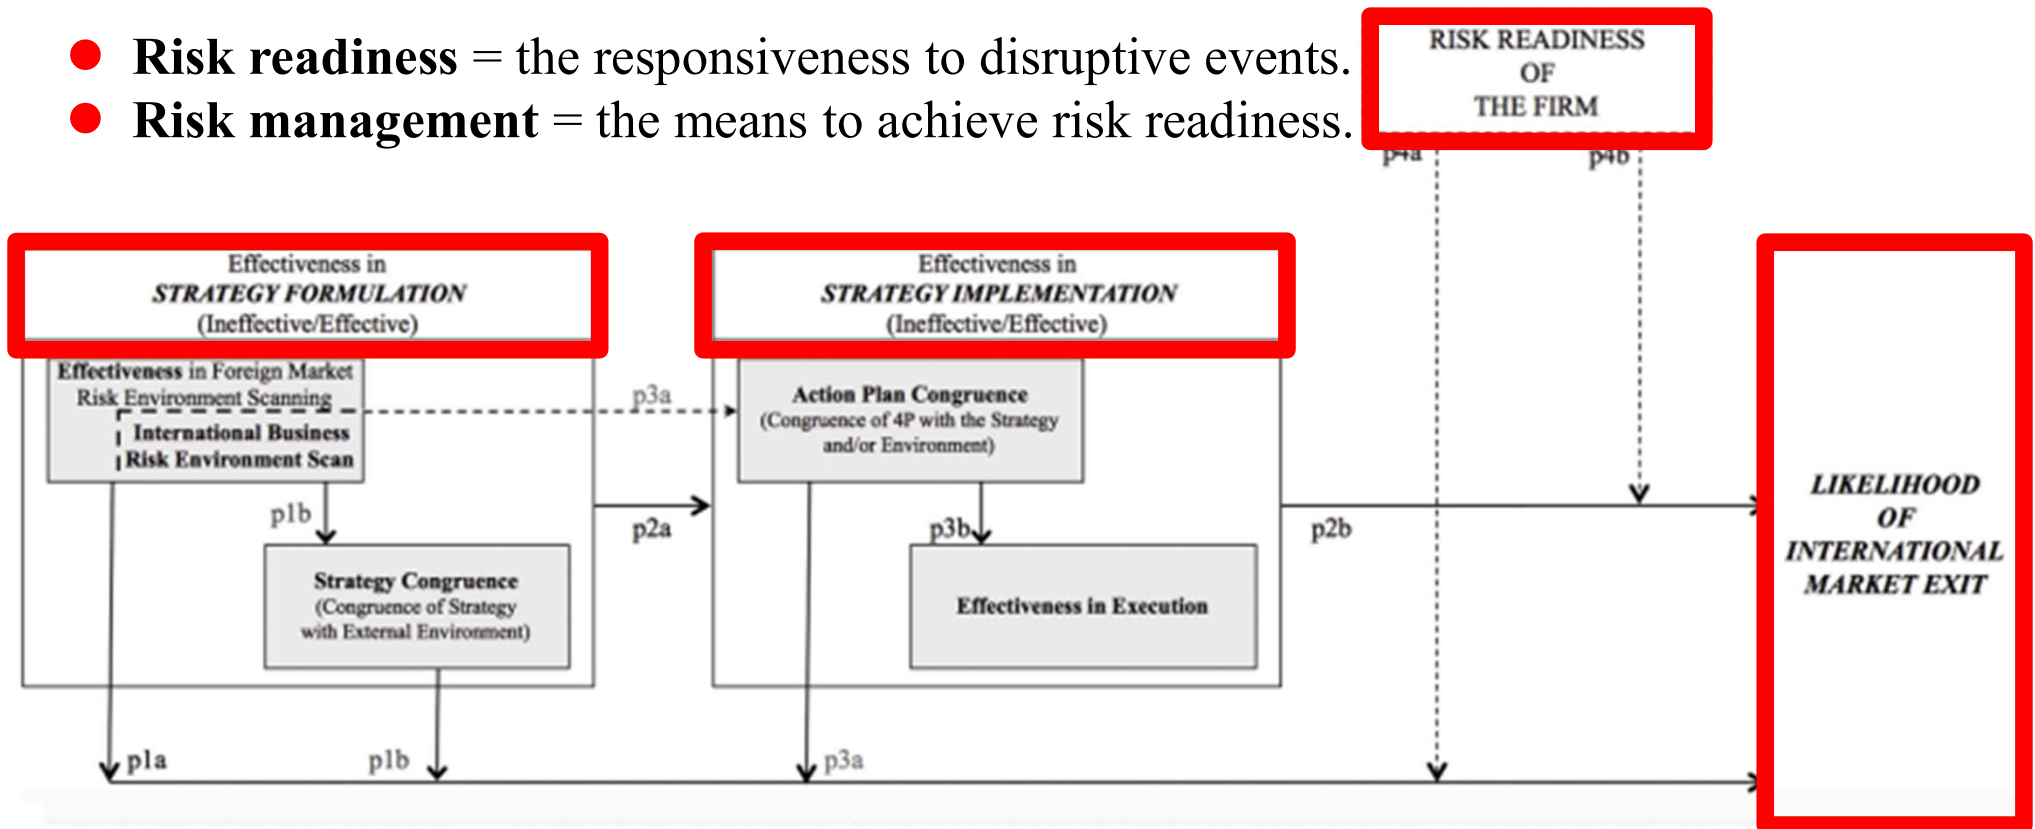 Risk readiness = the responsiveness to disruptive events.
Risk management = the means to achieve risk readiness.
RISK READINESS
OF
THE FIRM
p4a
p4b
Effectiveness in
STRATEGY FORMULATION
(Ineffective/Effective)
Effectiveness in
STRATEGY IMPLEMENTATION
(Ineffective/Effective)
Effectiveness in Foreign Market
Risk Environment Scanning
International Business
Risk Environment Scan
p3a
Action Plan Congruence
(Congruence of 4P with the Strategy
and/or Environment)
p1b
p2a
p3b
p2b
Strategy Congruence
(Congruence of Strategy
with External Environment)
Effectiveness in Execution
LIKELIHOOD
OF
INTERNATIONAL
MARKET EXIT
p1a
p1b
p3a